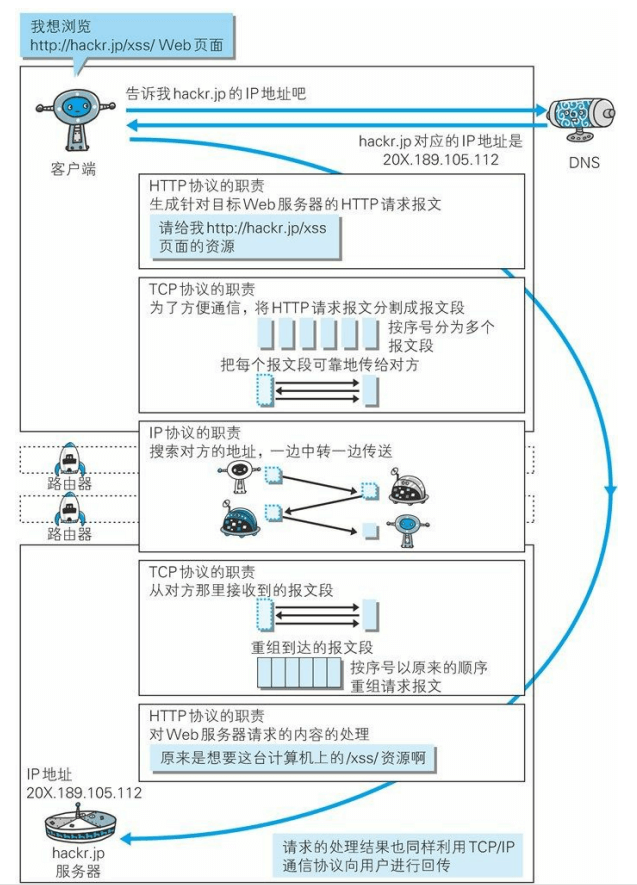 我想浏览
http://hackr.jp/xss/ Web页面
告诉我hackr.jp的IP地址吧
hackr.jp对应的IP地址是
20X.189.105.112
客户端
DNS
HTTP协议的职责
生成针对目标Web服务器的HTTP请求报文
请给我http://hackr.jp/xss
页面的资源
TCP协议的职责
为了方便通信，将HTTP请求报文分割成报文段
按序号分为多个
报文段
把每个报文段可靠地传给对方
IP协议的职责
搜索对方的地址，一边中转一边传送
路由器
路由器
TCP协议的职责
从对方那里接收到的报文段
重组到达的报文段
按序号以原来的顺序
重组请求报文
HTTP协议的职责
对Web服务器请求的内容的处理
原来是想要这台计算机上的/xss/资源啊
IP地址
20X.189.105.112
hackr.jp
服务器
请求的处理结果也同样利用TCP/IP
通信协议向用户进行回传